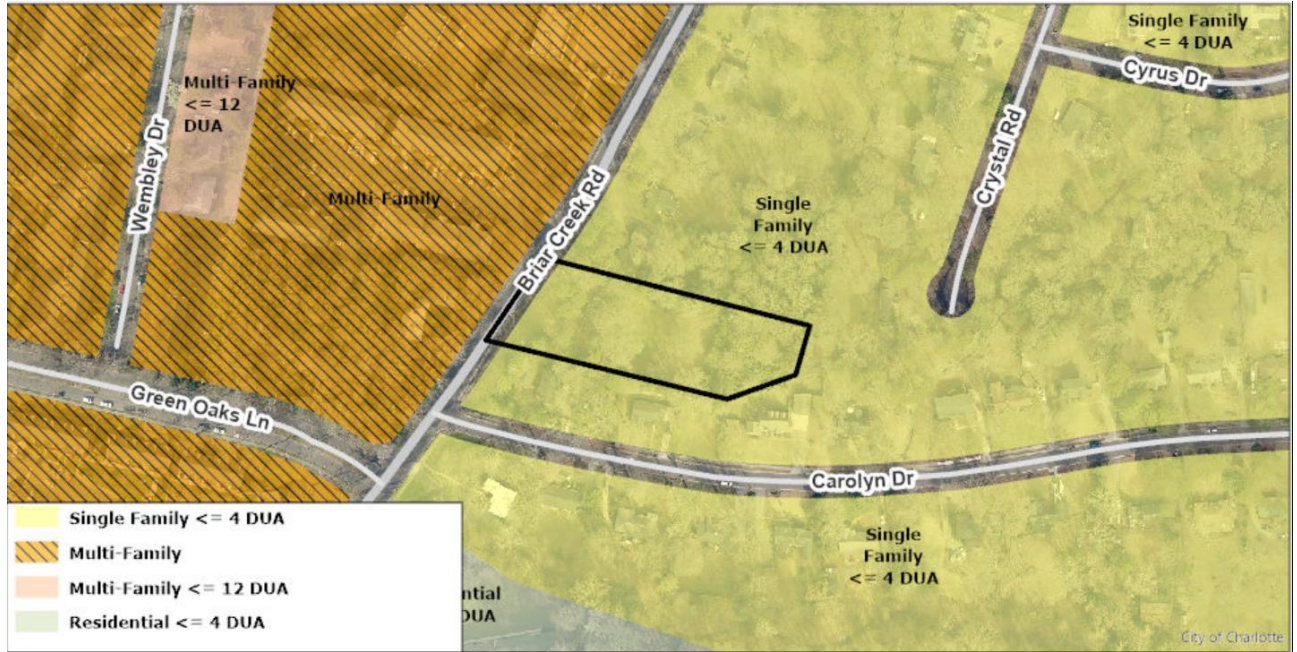 Single Family
<= 4 DUA
Cyrus Dr
Multi-Family
<= 12
DUA
Wembley Dr
Multi-Family
Briar Creek Rd
Crystal Rd
Single
Family
<= 4 DUA
Green Oaks Ln
Carolyn Dr
Single
Family
<= 4 DUA
Single Family <= 4 DUA
Multi-Family
Multi-Family <= 12 DUA
Residential <= 4 DUA
ntial
DUA
City of Charlotte